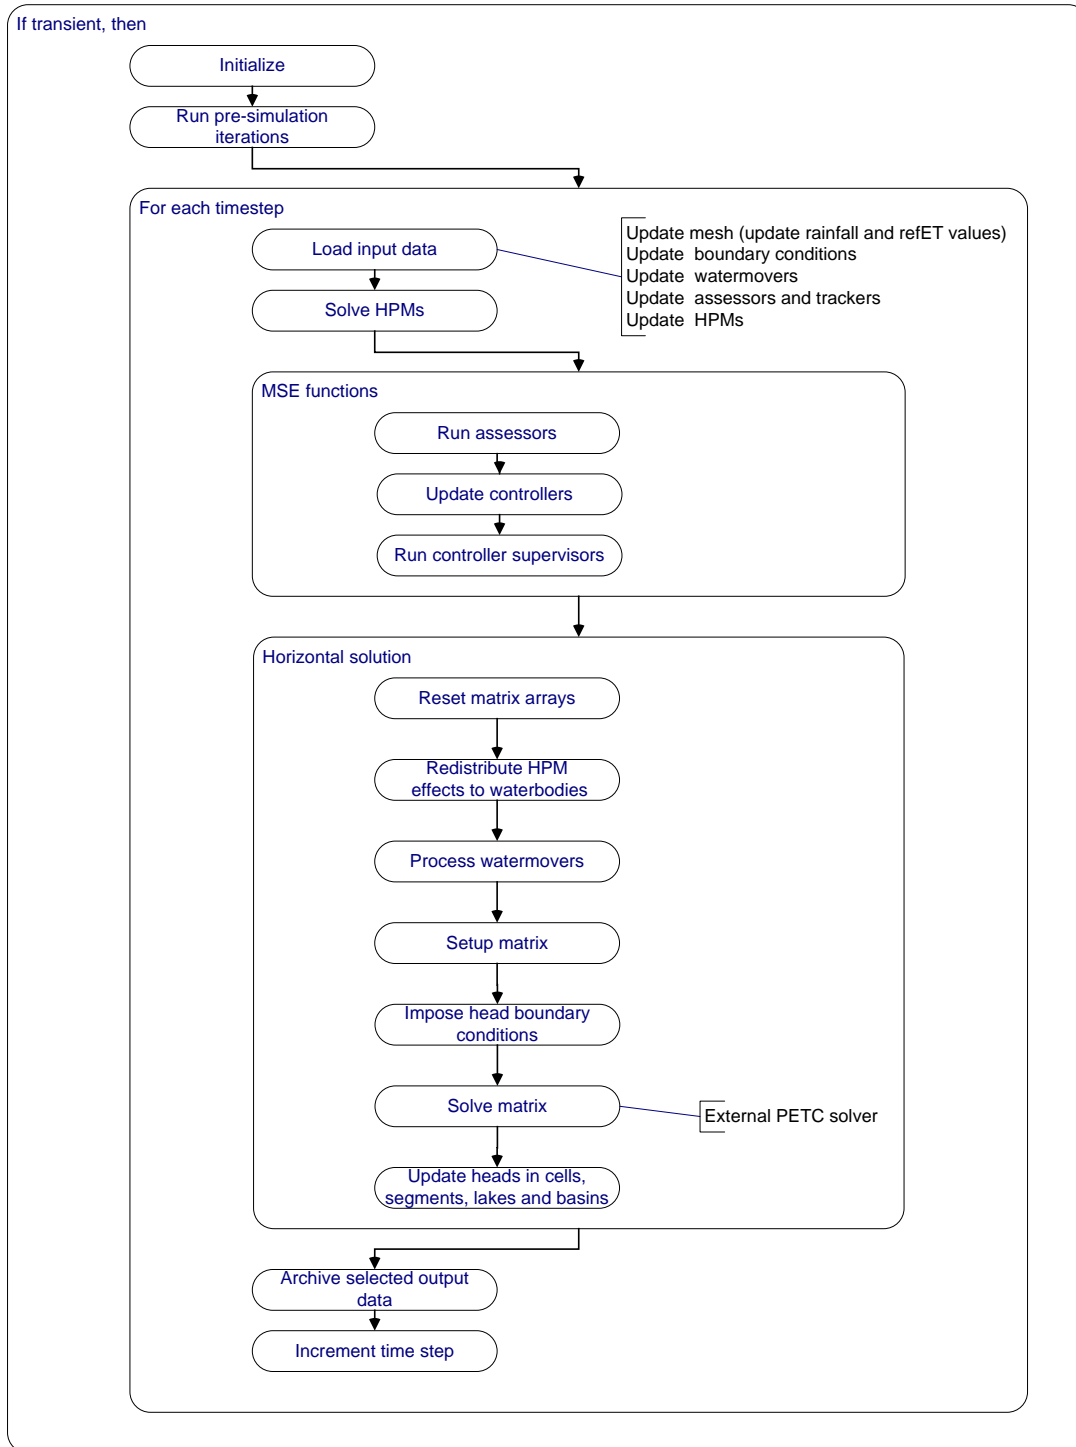 If transient, then
Initialize
Run pre-simulation
iterations
For each timestep
Load input data
Update mesh (update rainfall and refET values)
Update  boundary conditions
Update  watermovers
Update  assessors and trackers
Update  HPMs
Solve HPMs
MSE functions
Run assessors
Update controllers
Run controller supervisors
Horizontal solution
Reset matrix arrays
Redistribute HPM
effects to waterbodies
Process watermovers
Setup matrix
Impose head boundary
conditions
Solve matrix
External PETC solver
Update heads in cells,
segments, lakes and basins
Archive selected output
data
Increment time step